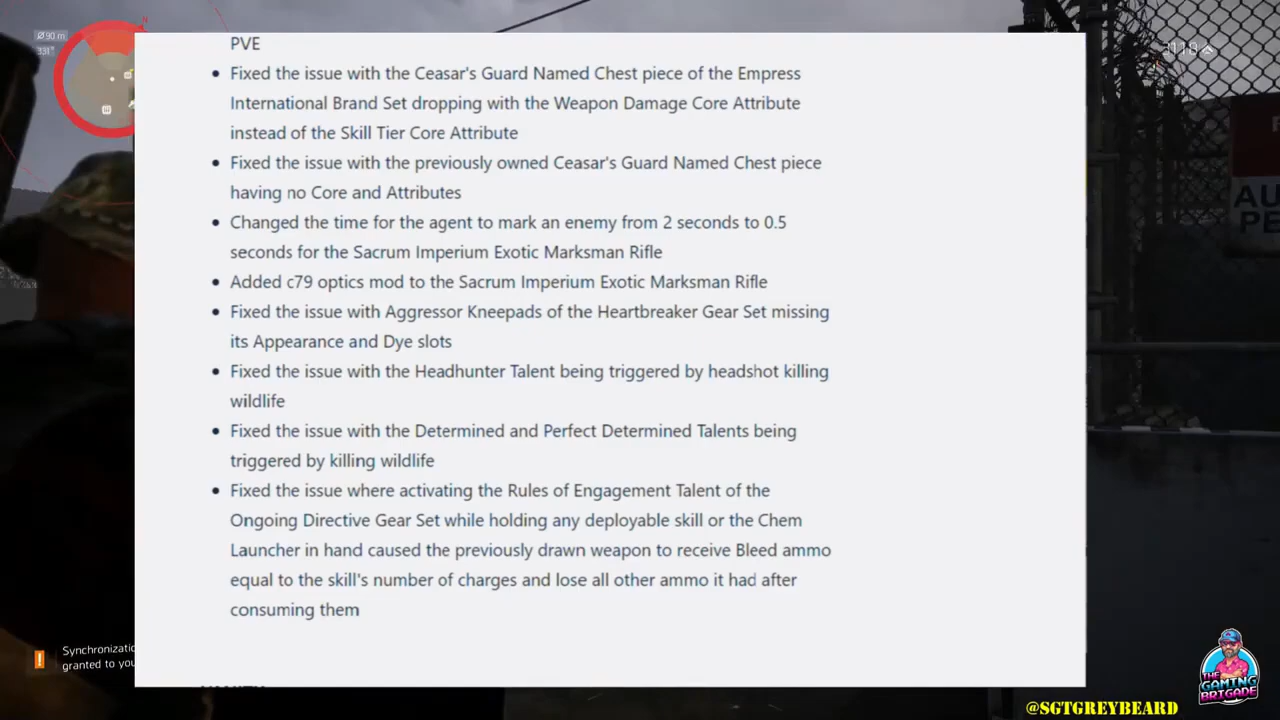 Ø90 m
331°
N
3118
PVE
• Fixed the issue with the Ceasar's Guard Named Chest piece of the Empress
International Brand Set dropping with the Weapon Damage Core Attribute
instead of the Skill Tier Core Attribute
• Fixed the issue with the previously owned Ceasar's Guard Named Chest piece
having no Core and Attributes
• Changed the time for the agent to mark an enemy from 2 seconds to 0.5
seconds for the Sacrum Imperium Exotic Marksman Rifle
• Added c79 optics mod to the Sacrum Imperium Exotic Marksman Rifle
• Fixed the issue with Aggressor Kneepads of the Heartbreaker Gear Set missing
its Appearance and Dye slots
• Fixed the issue with the Headhunter Talent being triggered by headshot killing
wildlife
• Fixed the issue with the Determined and Perfect Determined Talents being
triggered by killing wildlife
• Fixed the issue where activating the Rules of Engagement Talent of the
Ongoing Directive Gear Set while holding any deployable skill or the Chem
Launcher in hand caused the previously drawn weapon to receive Bleed ammo
equal to the skill's number of charges and lose all other ammo it had after
consuming them
AU
PE
Synchronizatio
granted to you
THE
GAMING
BRIGADE
@SGTGREYBEARD